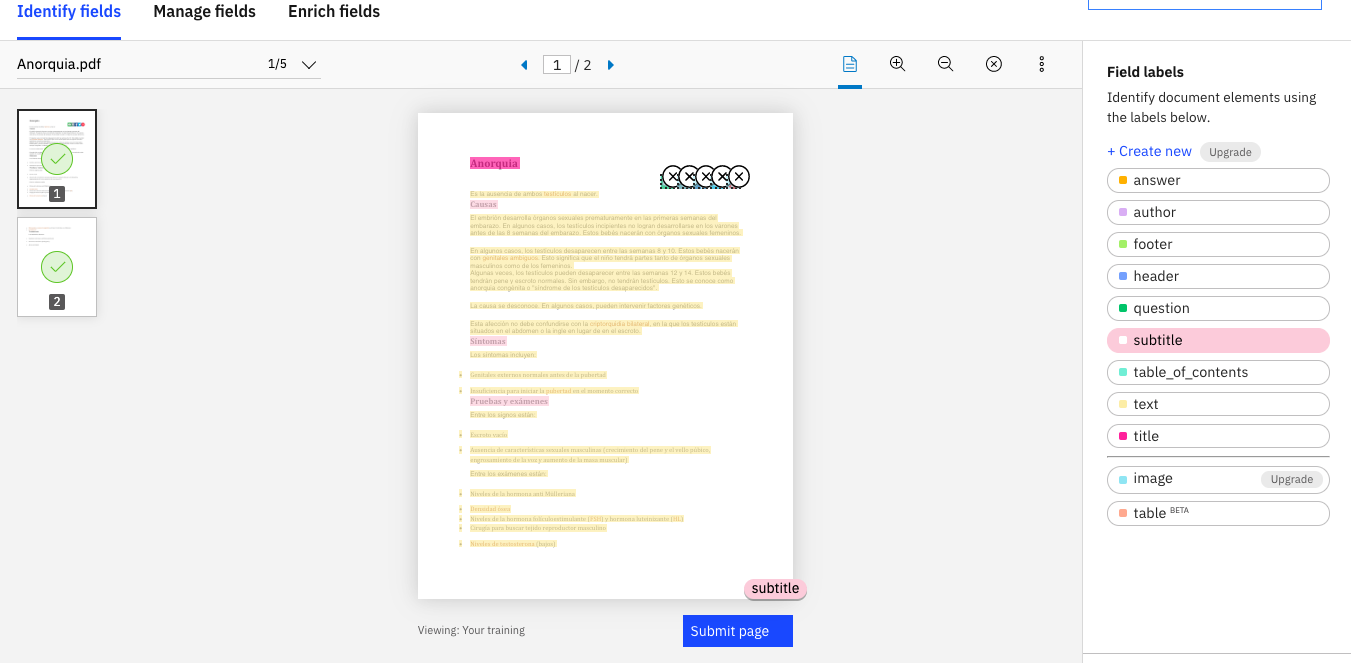 Identify fields
Manage fields
Enrich fields
Anorquia.pdf
1/5
1 / 2
Field labels
Identify document elements using
the labels below.
+ Create new
Upgrade
answer
author
footer
header
question
subtitle
table_of_contents
text
title
image
Upgrade
table BETA
1
2
Anorquia
Es la ausencia de ambos testículos al nacer.
Causas
El embrión desarrolla órganos sexuales prematuramente en las primeras semanas del
embarazo. En algunos casos, los testículos incipientes no logran desarrollarse en los varones
antes de las 8 semanas del embarazo. Estos bebés nacerán con órganos sexuales femeninos.
En algunos casos, los testículos desaparecen entre las semanas 8 y 10. Estos bebés nacerán
con genitales ambiguos. Esto significa que el niño tendrá partes tanto de órganos sexuales
masculinos como de los femeninos.
Algunas veces, los testículos pueden desaparecer entre las semanas 12 y 14. Estos bebés
tendrán pene y escroto normales. Sin embargo, no tendrán testículos. Esto se conoce como
anorquia congénita o "síndrome de los testículos desaparecidos".
La causa se desconoce. En algunos casos, pueden intervenir factores genéticos.
Esta afección no debe confundirse con la criptorquidia bilateral, en la que los testículos están
situados en el abdomen o la ingle en lugar de en el escroto.
Síntomas
Los síntomas incluyen:
Genitales externos normales antes de la pubertad
Insuficiencia para iniciar la pubertad en el momento correcto
Pruebas y exámenes
Entre los signos están:
Escroto vacío
Ausencia de características sexuales masculinas (crecimiento del pene y el vello púbico,
engrosamiento de la voz y aumento de la masa muscular)
Entre los exámenes están:
Niveles de la hormona anti Mulleriana
Densidad ósea
Niveles de la hormona foliculoestimulante (FSH) y hormona luteinizante (HL)
Cirugía para buscar tejido reproductor masculino
Niveles de testosterona (bajos)
subtitle
Viewing: Your training
Submit page